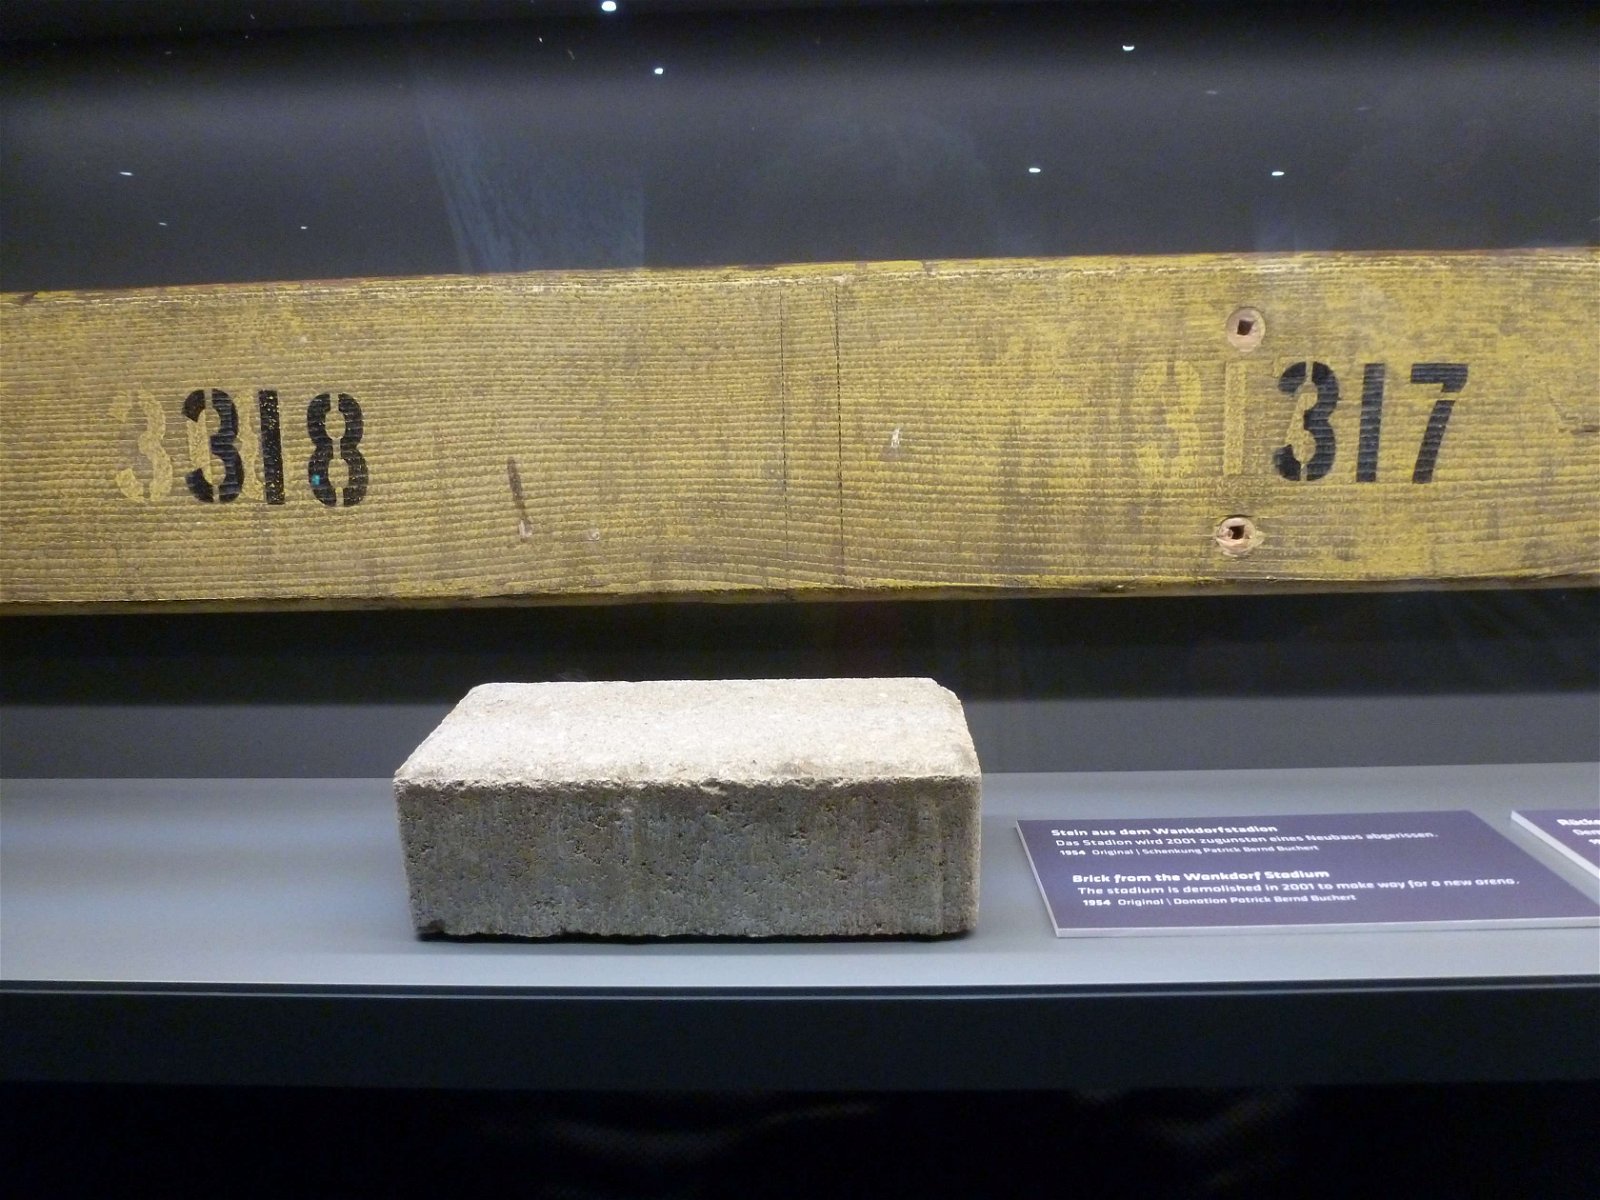 318
317
Stein aus dem Wankdorfstadion
Das Stadion wird 2001 zugunsten eines Neubaus abgerissen.
1954 Original | Schenkung Patrick Bernd Buchert
Brick from the Wankdorf Stadium
The stadium is demolished in 2001 to make way for a new arena.
1954 Original | Donation Patrick Bernd Buchert